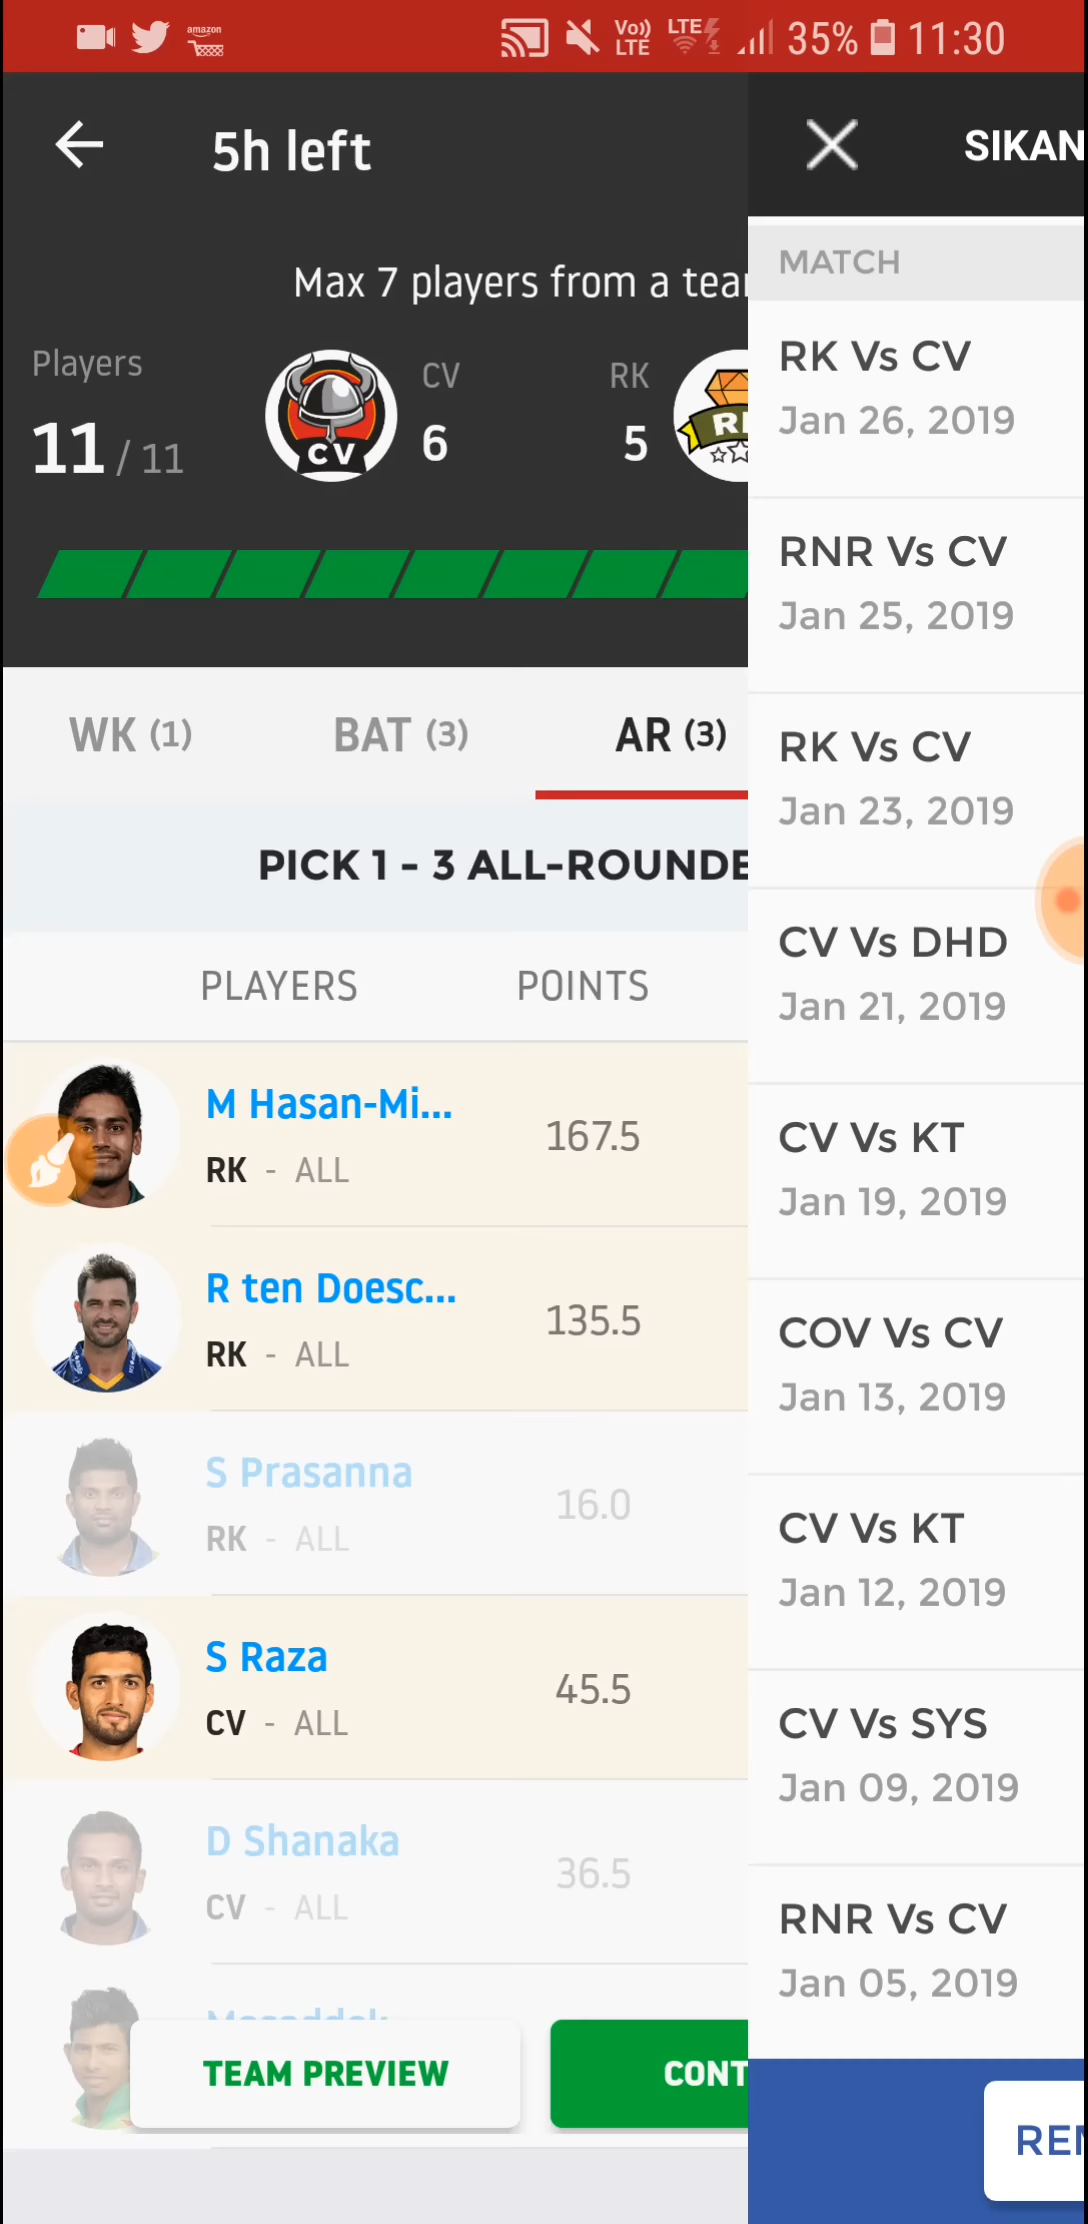 amazon
Vo)) LTE LTE 35% 11:30
5h left
Max 7 players from a
Players
11 / 11
CV
6
RK
5
CV
WK (1) BAT (3) AR (3)
PICK 1 - 3
PLAYERS POINTS
M Hasan-Mi... 167.5
RK - ALL
R ten Doesc... 135.5
RK - ALL
S Prasanna 16.0
RK - ALL
S Raza 45.5
CV - ALL
D Shanaka 36.5
CV - ALL
TEAM PREVIEW
CONT
SIKAN
MATCH
RK Vs CV
Jan 26, 2019
RNR Vs CV
Jan 25, 2019
RK Vs CV
Jan 23, 2019
CV Vs DHD
Jan 21, 2019
CV Vs KT
Jan 19, 2019
COV Vs CV
Jan 13, 2019
CV Vs KT
Jan 12, 2019
CV Vs SYS
Jan 09, 2019
RNR Vs CV
Jan 05, 2019